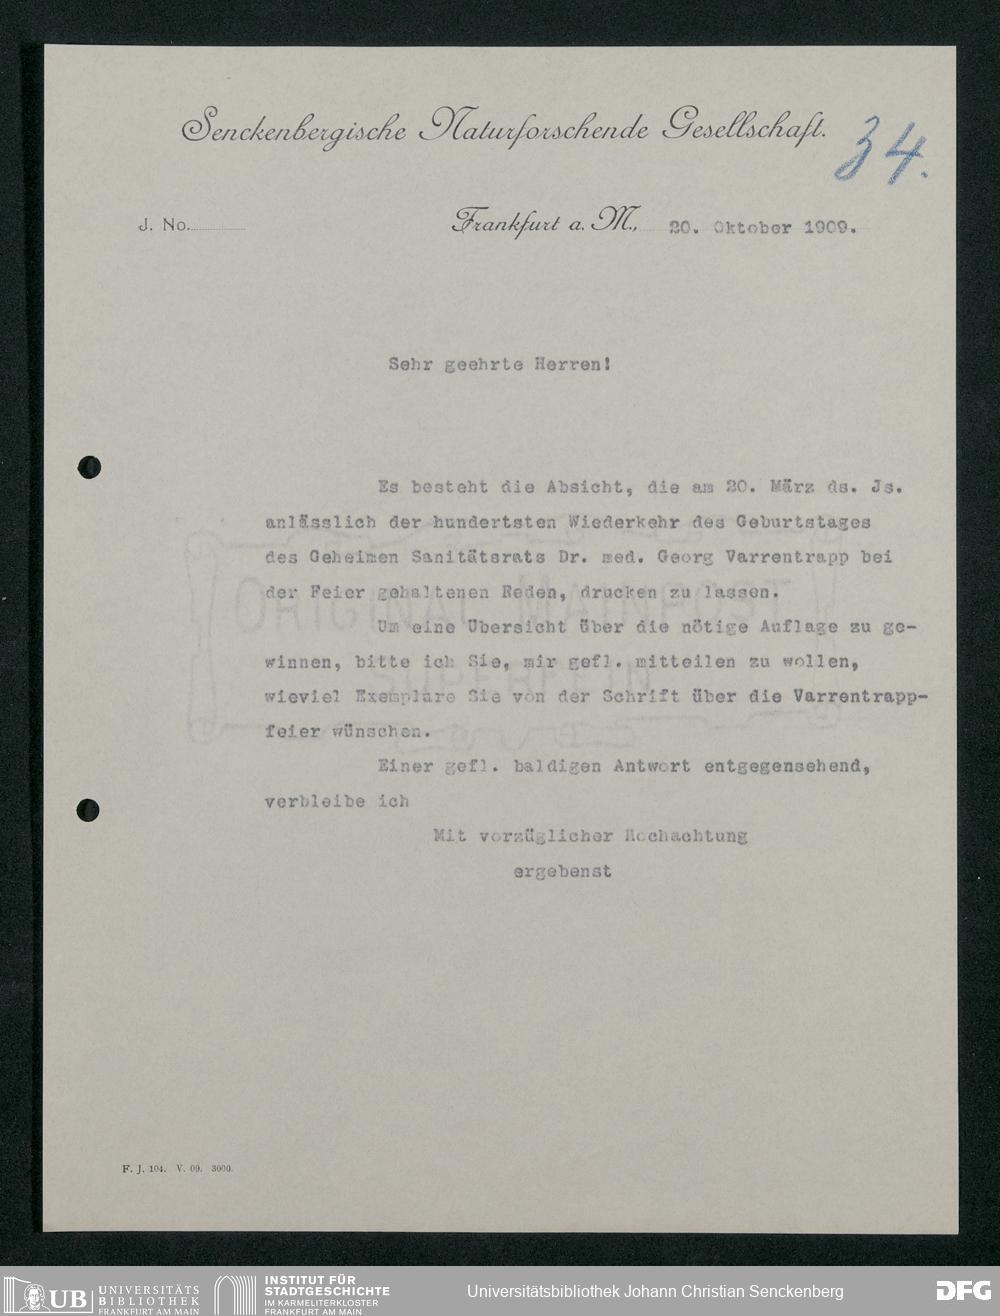 Senckenbergische Naturforschende Gesellschaft.
34.
J. No.
Frankfurt a. M., 20. Oktober 1909.
Sehr geehrte Herren!
Es besteht die Absicht, die am 20. März ds. Js.
anlässlich der hundertsten Wiederkehr des Geburtstages
des Geheimen Sanitätsrats Dr. med. Georg Varrentrapp bei
der Feier gehaltenen Reden, drucken zu lassen.
Um eine Übersicht über die nötige Auflage zu ge-
winnen, bitte ich Sie, mir gefl. mitteilen zu wollen,
wieviel Exemplare Sie von der Schrift über die Varrentrapp-
feier wünschen.
Einer gefl. baldigen Antwort entgegensehend,
verbleibe ich
Mit vorzüglicher Hochachtung
ergebenst
ORIGINAL MAINPOST
SUPERFEIN
F. J. 104. V. 09. 3000.
UB UNIVERSITÄTS
BIBLIOTHEK
FRANKFURT AM MAIN
INSTITUT FÜR
STADTGESCHICHTE
IM KARMELITERKLOSTER
FRANKFURT AM MAIN
Universitätsbibliothek Johann Christian Senckenberg
DFG